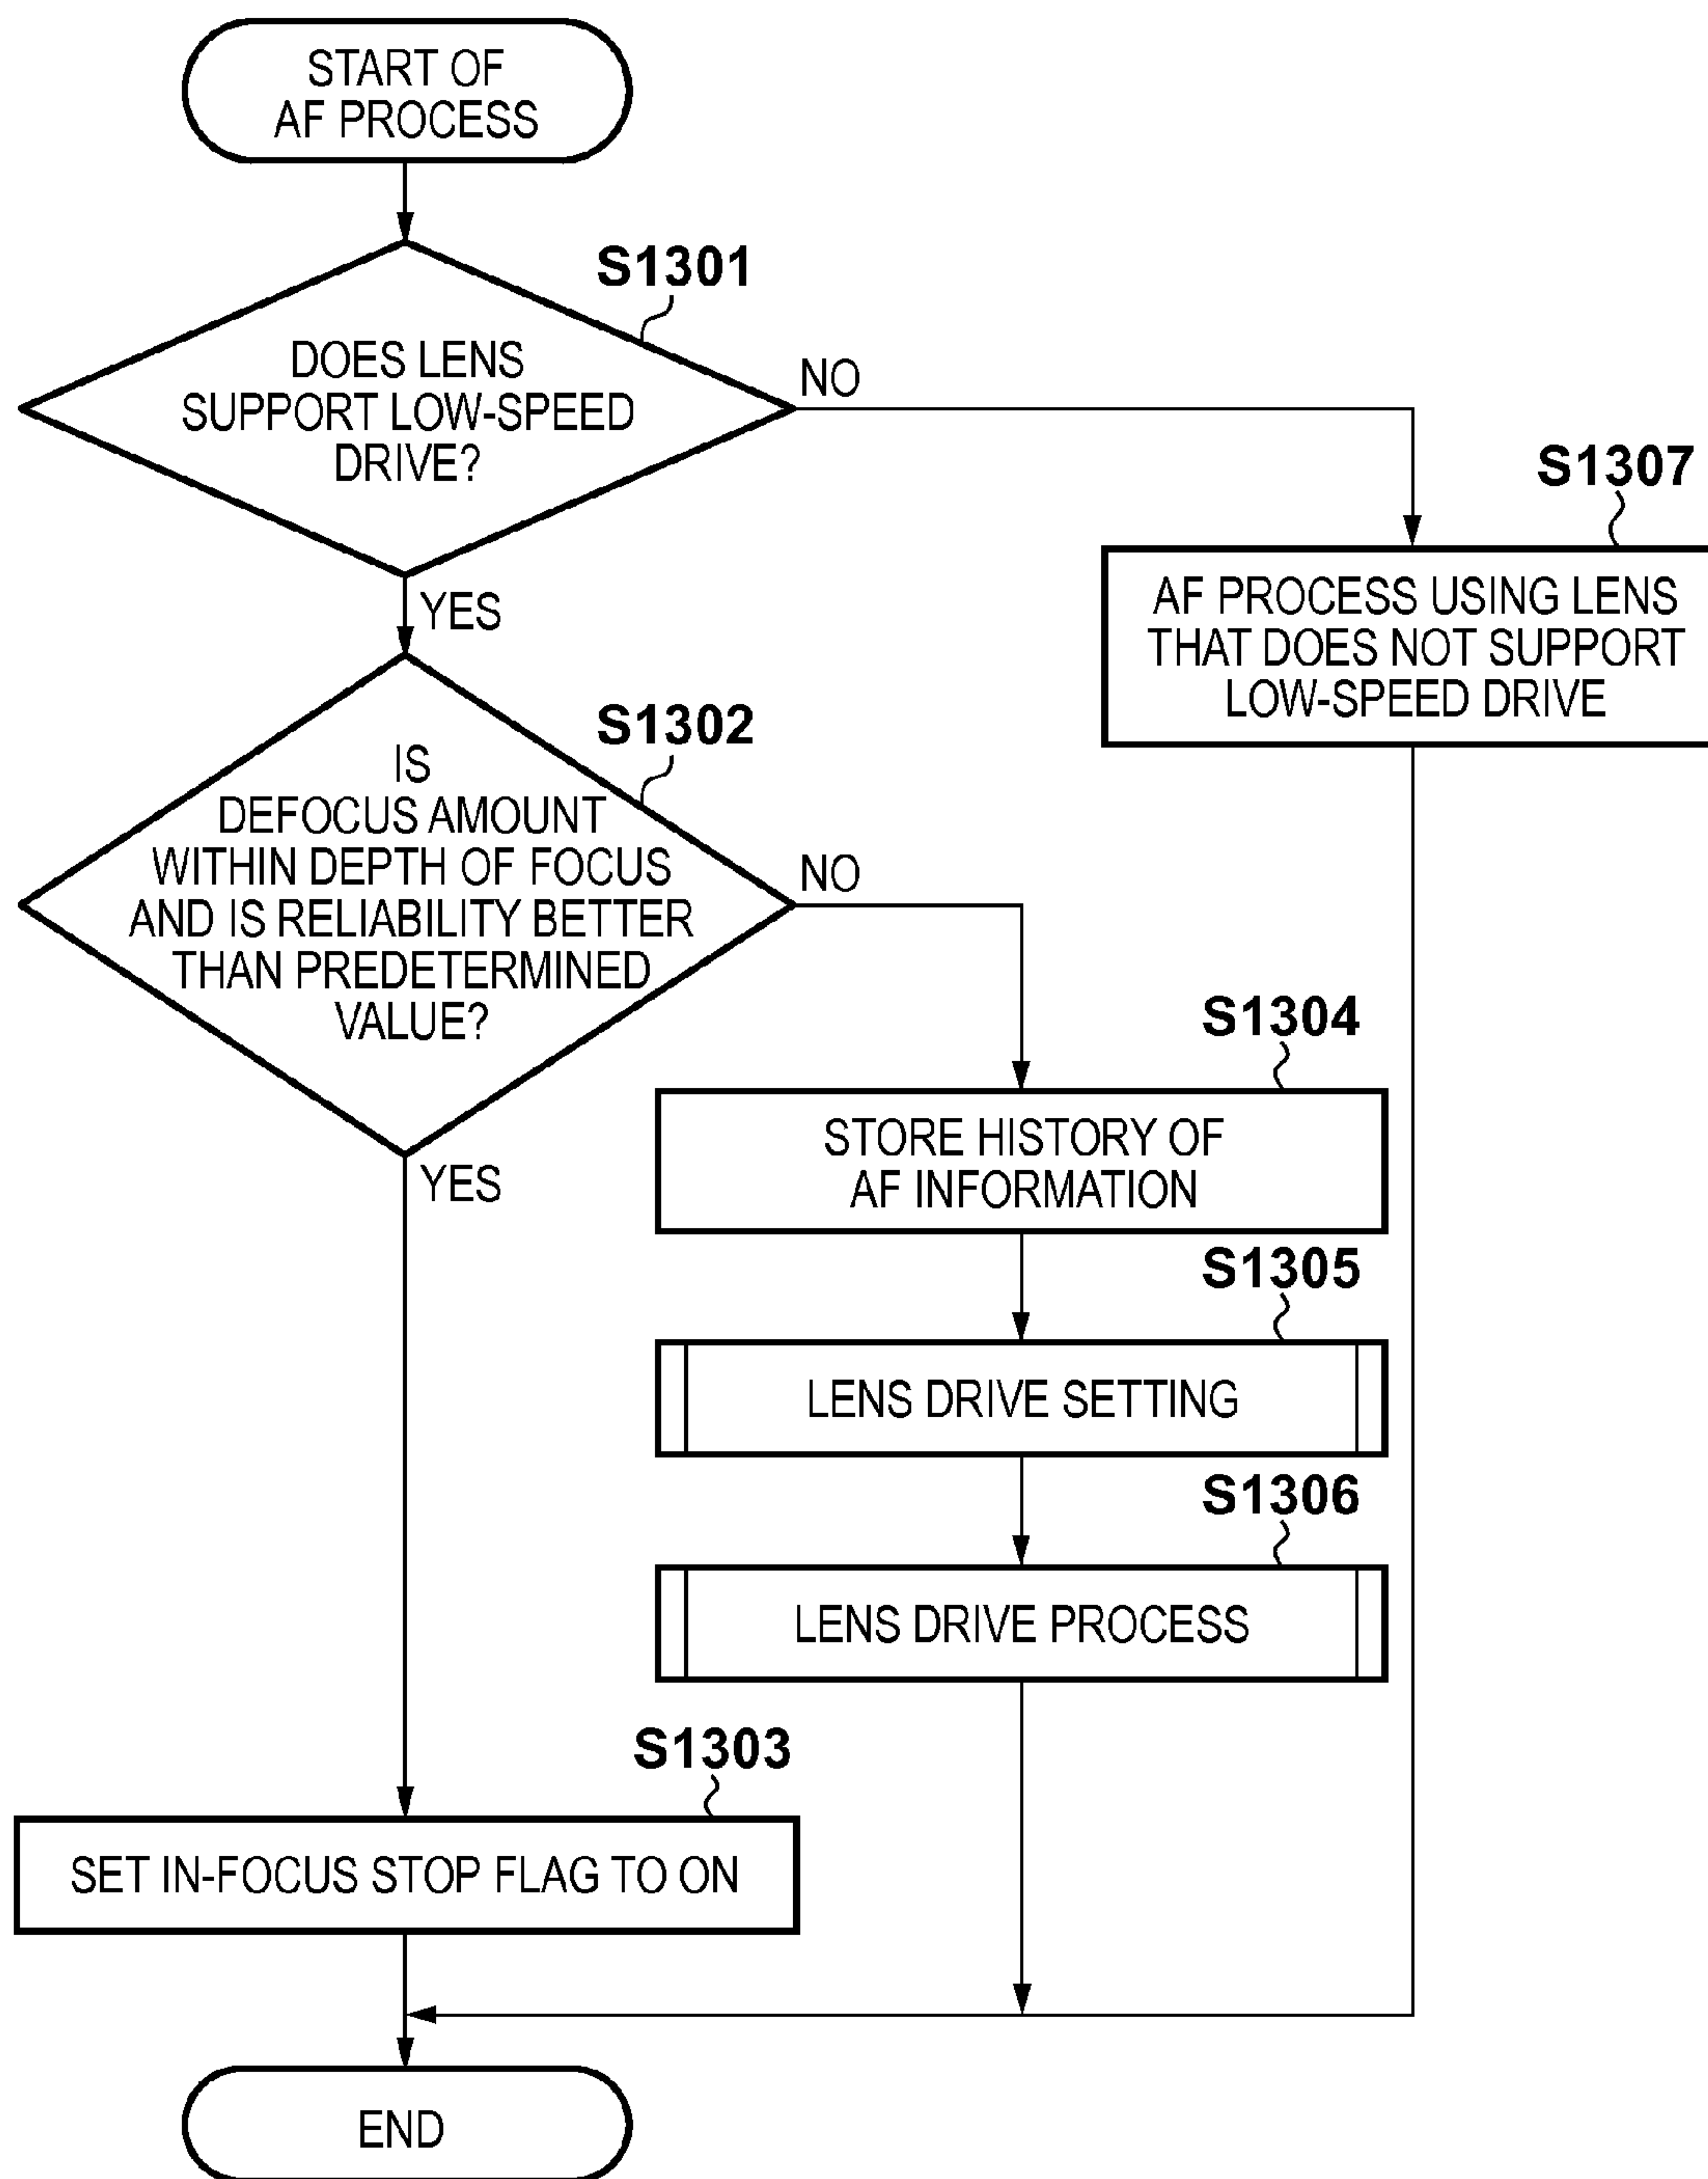 START OF
AF PROCESS
S1301
DOES LENS
SUPPORT LOW-SPEED
DRIVE?
NO
YES
S1307
AF PROCESS USING LENS
THAT DOES NOT SUPPORT
LOW-SPEED DRIVE
S1302
IS
DEFOCUS AMOUNT
WITHIN DEPTH OF FOCUS
AND IS RELIABILITY BETTER
THAN PREDETERMINED
VALUE?
NO
YES
S1304
STORE HISTORY OF
AF INFORMATION
S1305
LENS DRIVE SETTING
S1306
LENS DRIVE PROCESS
S1303
SET IN-FOCUS STOP FLAG TO ON
END